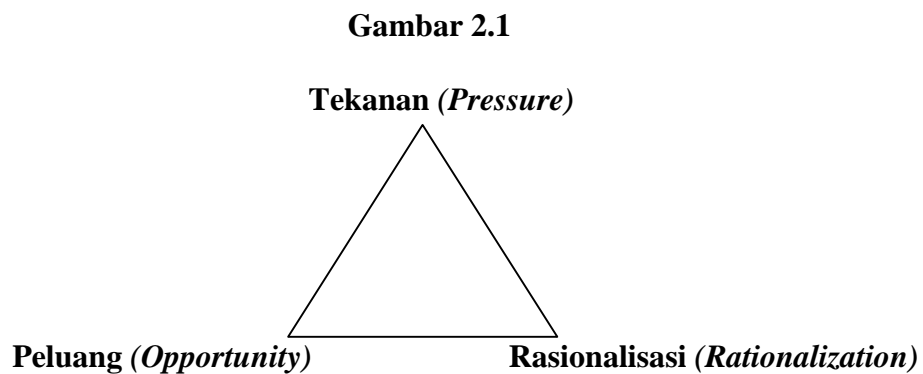 Gambar 2.1
Tekanan (Pressure)
Peluang (Opportunity) Rasionalisasi (Rationalization)